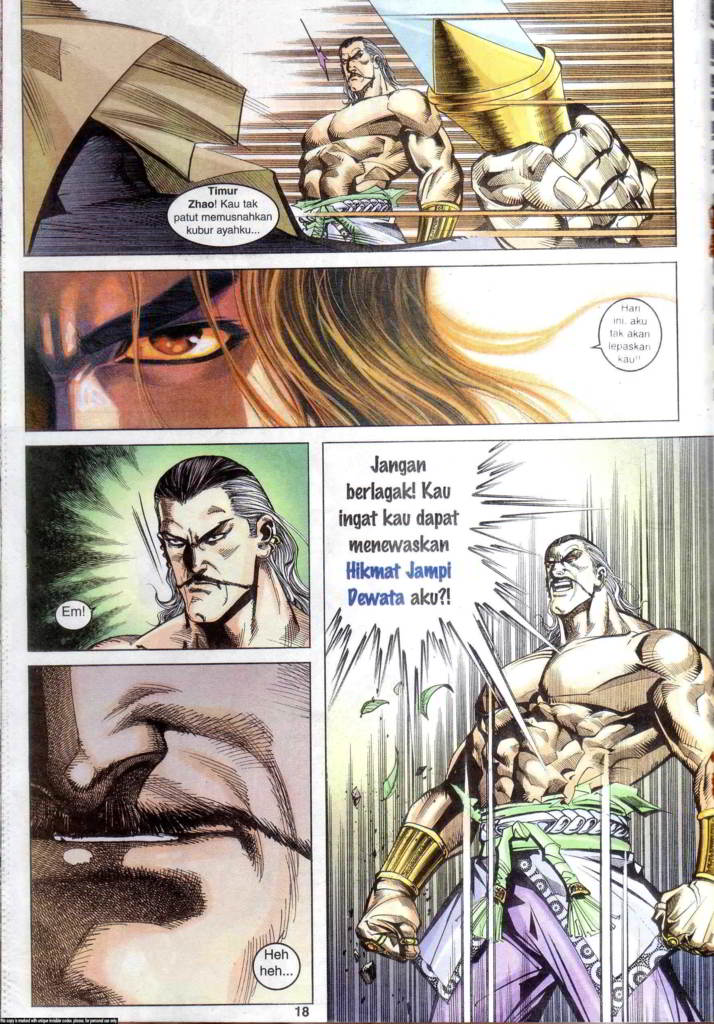 Timur
Zhao! Kau tak
patut memusnahkan
kubur ayahku...
Hari
ini, aku
tak akan
lepaskan
kau!!
Em!
Jangan
berlagak! Kau
ingat kau dapat
menewaskan
Hikmat Jampi
Dewata aku?!
Heh
heh...
18